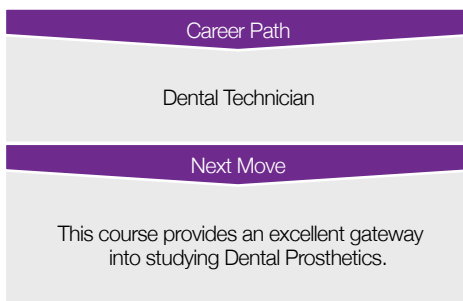 Career Path
Dental Technician
Next Move
This course provides an excellent gateway
into studying Dental Prosthetics.